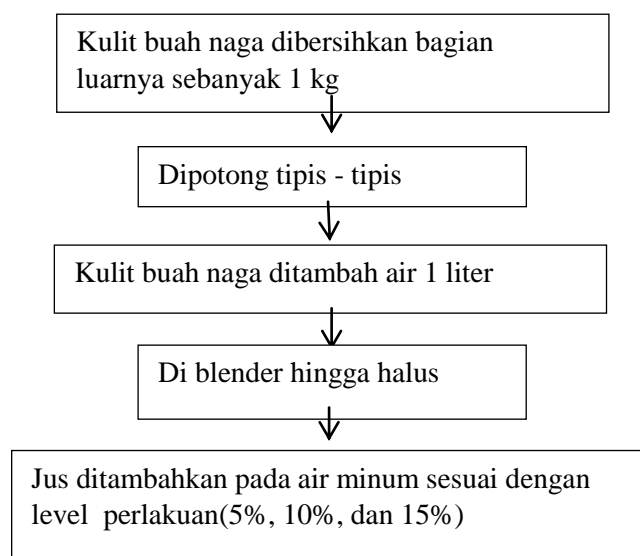 Kulit buah naga dibersihkan bagian
luarnya sebanyak 1 kg
Dipotong tipis - tipis
Kulit buah naga ditambah air 1 liter
Di blender hingga halus
Jus ditambahkan pada air minum sesuai dengan
level perlakuan(5%, 10%, dan 15%)